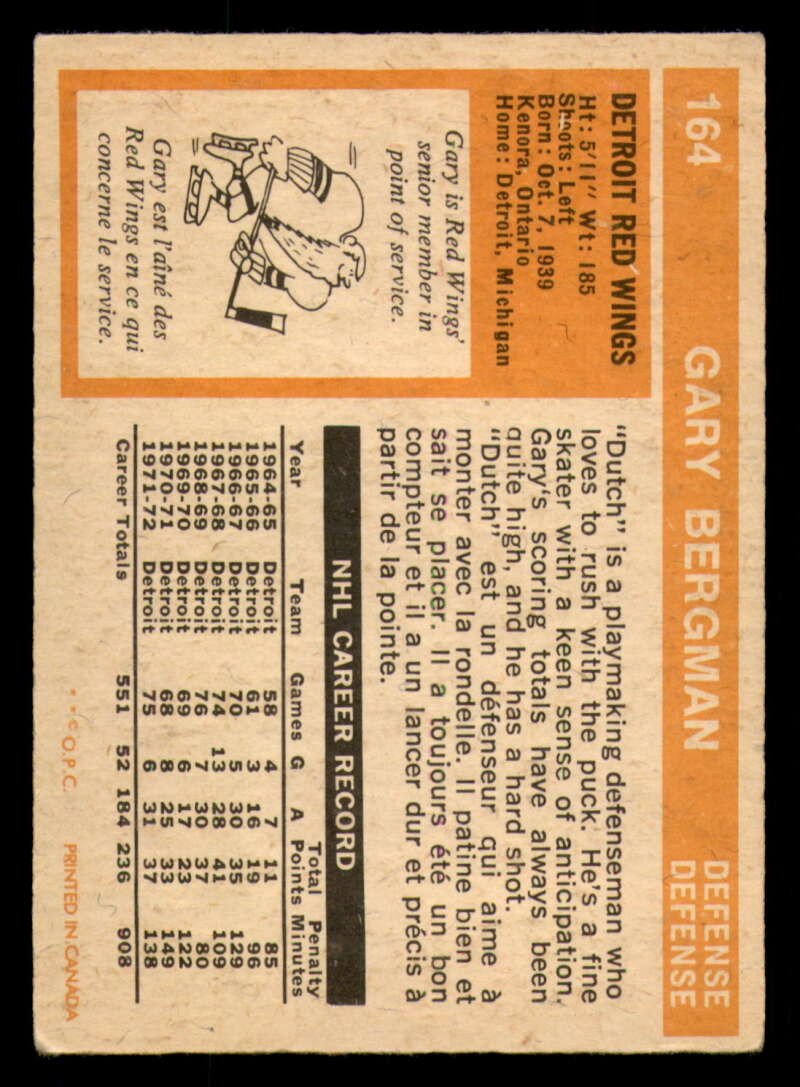 164 GARY BERGMAN DEFENSE
DEFENSE
DETROIT RED WINGS
Ht: 5'11" Wt: 185
Shoots: Left
Born: Oct. 7, 1939
Kenora, Ontario
Home: Detroit, Michigan
Gary is Red Wings'
senior member in
point of service.
Gary est l'aîné des
Red Wings en ce qui
concerne le service.
"Dutch" is a playmaking defenseman who
loves to rush with the puck. He's a fine
skater with a keen sense of anticipation.
Gary's scoring totals have always been
quite high, and he has a hard shot.
"Dutch" est un défenseur qui aime à
monter avec la rondelle. Il patine bien et
sait se placer. Il a toujours été un bon
compteur et il a un lancer dur et précis à
partir de la pointe.
NHL CAREER RECORD
Total Penalty
Year Team Games G A Points Minutes
1964-65 Detroit 58 4 7 11 85
1965-66 Detroit 61 3 16 19 96
1966-67 Detroit 70 5 30 35 129
1967-68 Detroit 74 13 28 41 109
1968-69 Detroit 76 7 30 37 80
1969-70 Detroit 69 6 17 23 122
1970-71 Detroit 68 8 25 33 149
1971-72 Detroit 75 6 31 37 138
Career Totals 551 52 184 236 908
* * © O.P.C. PRINTED IN CANADA